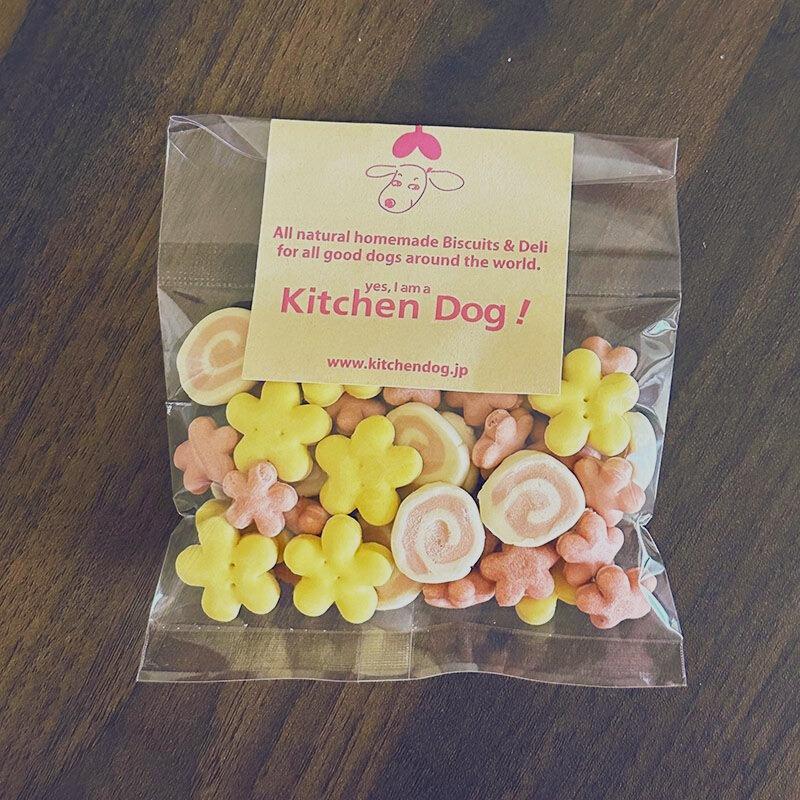 All natural homemade Biscuits & Deli
for all good dogs around the world.
yes, I am a
Kitchen Dog !
www.kitchendog.jp